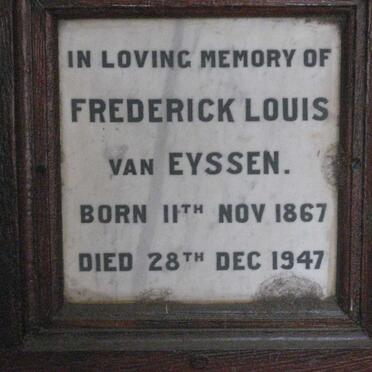 IN LOVING MEMORY OF
FREDERICK LOUIS
VAN EYSSEN.
BORN 11TH NOV 1867
DIED 28TH DEC 1947